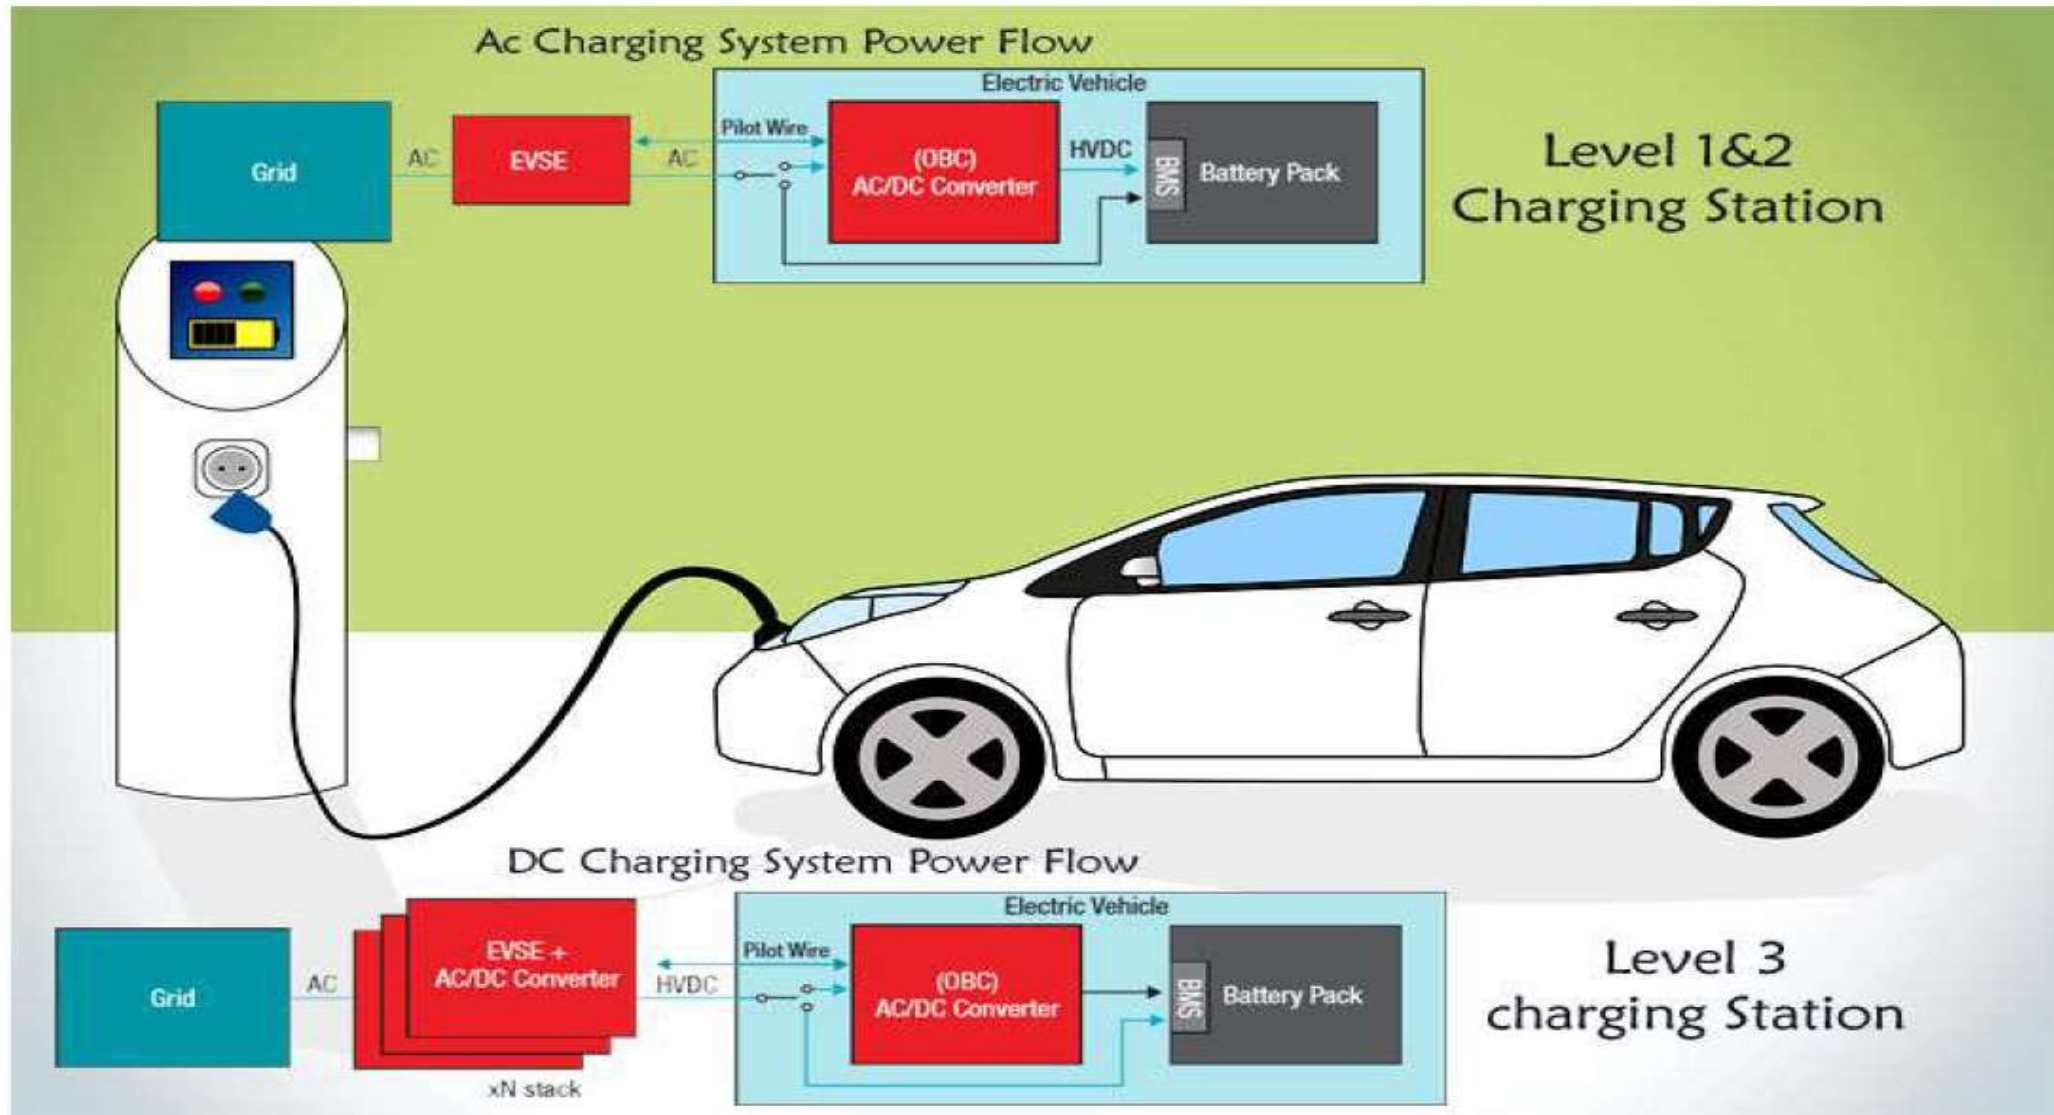 Ac Charging System Power Flow
Electric Vehicle
Grid
AC
EVSE
AC
Pilot Wire
(OBC)
AC/DC Converter
HVDC
BMS
Battery Pack
Level 1&2
Charging Station
DC Charging System Power Flow
Electric Vehicle
Grid
AC
EVSE +
AC/DC Converter
xN stack
HVDC
Pilot Wire
(OBC)
AC/DC Converter
BMS
Battery Pack
Level 3
charging Station